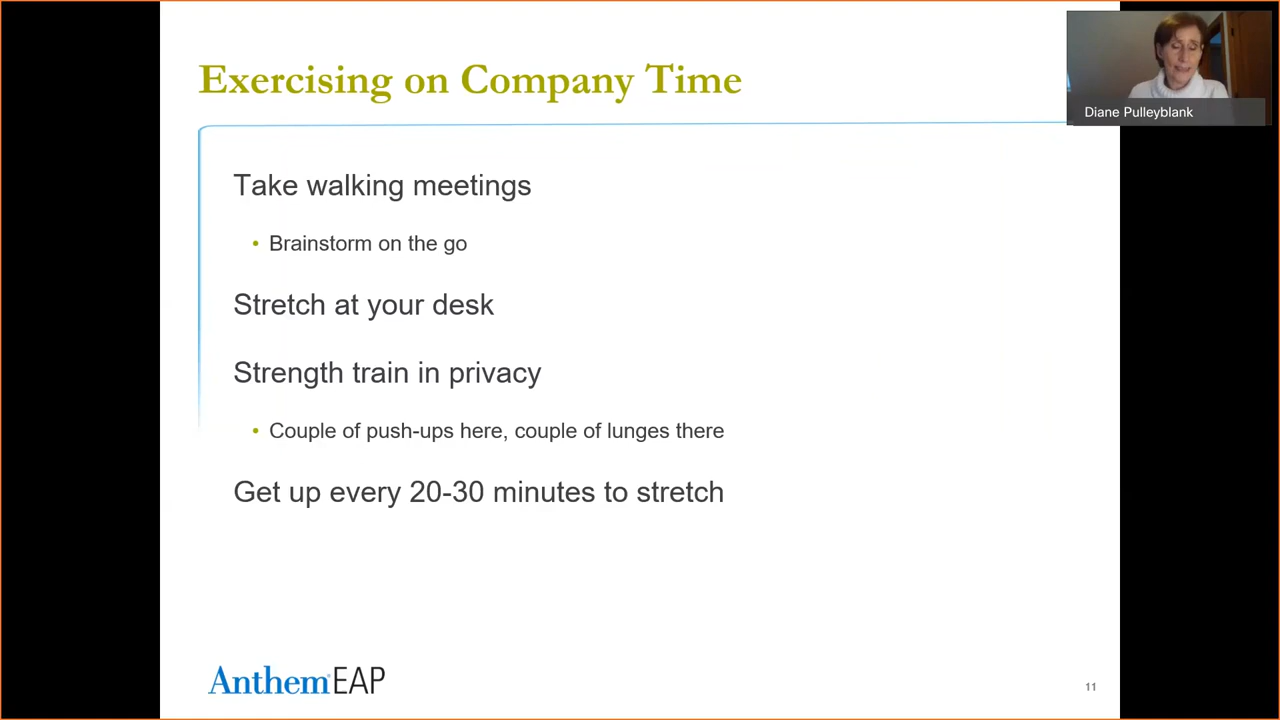 Exercising on Company Time
Diane Pulleyblank
Take walking meetings
• Brainstorm on the go
Stretch at your desk
Strength train in privacy
• Couple of push-ups here, couple of lunges there
Get up every 20-30 minutes to stretch
Anthem EAP
11